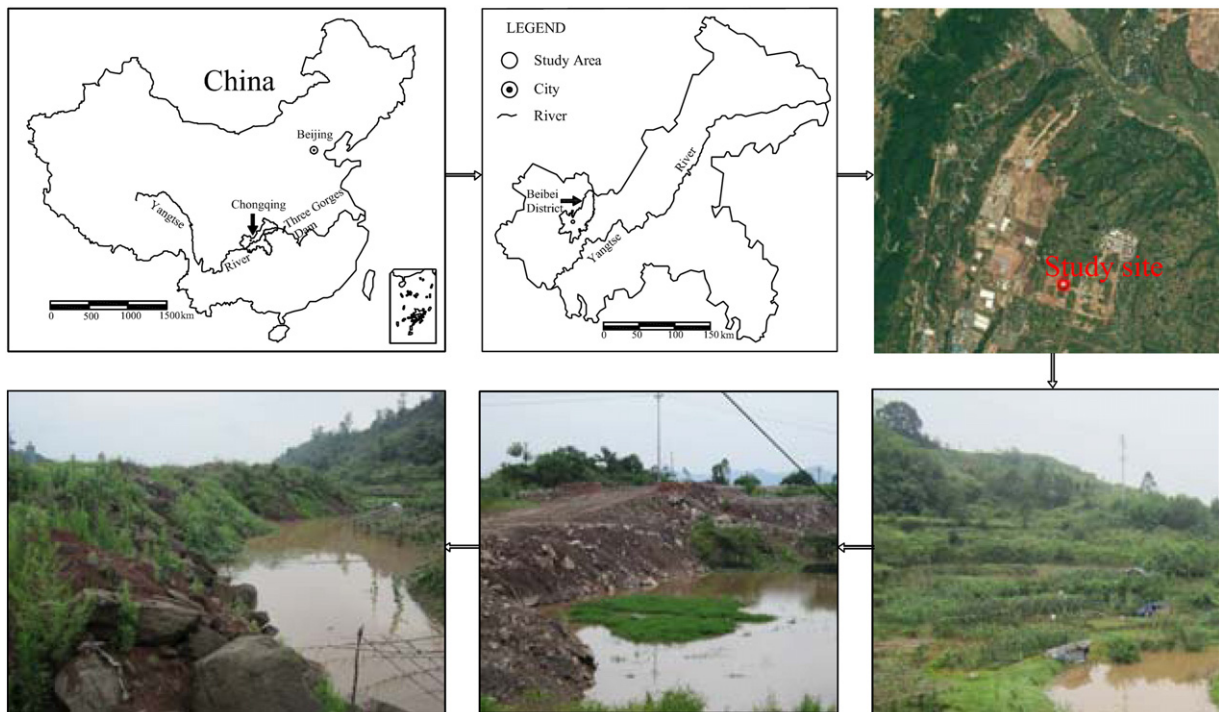 China
Beijing
Chongqing
Yangtse
River
Three Gorges
Dam
0 500 1000 1500km
LEGEND
Study Area
City
River
Beibei
District
River
Yangtse
0 50 100 150 km
Study site